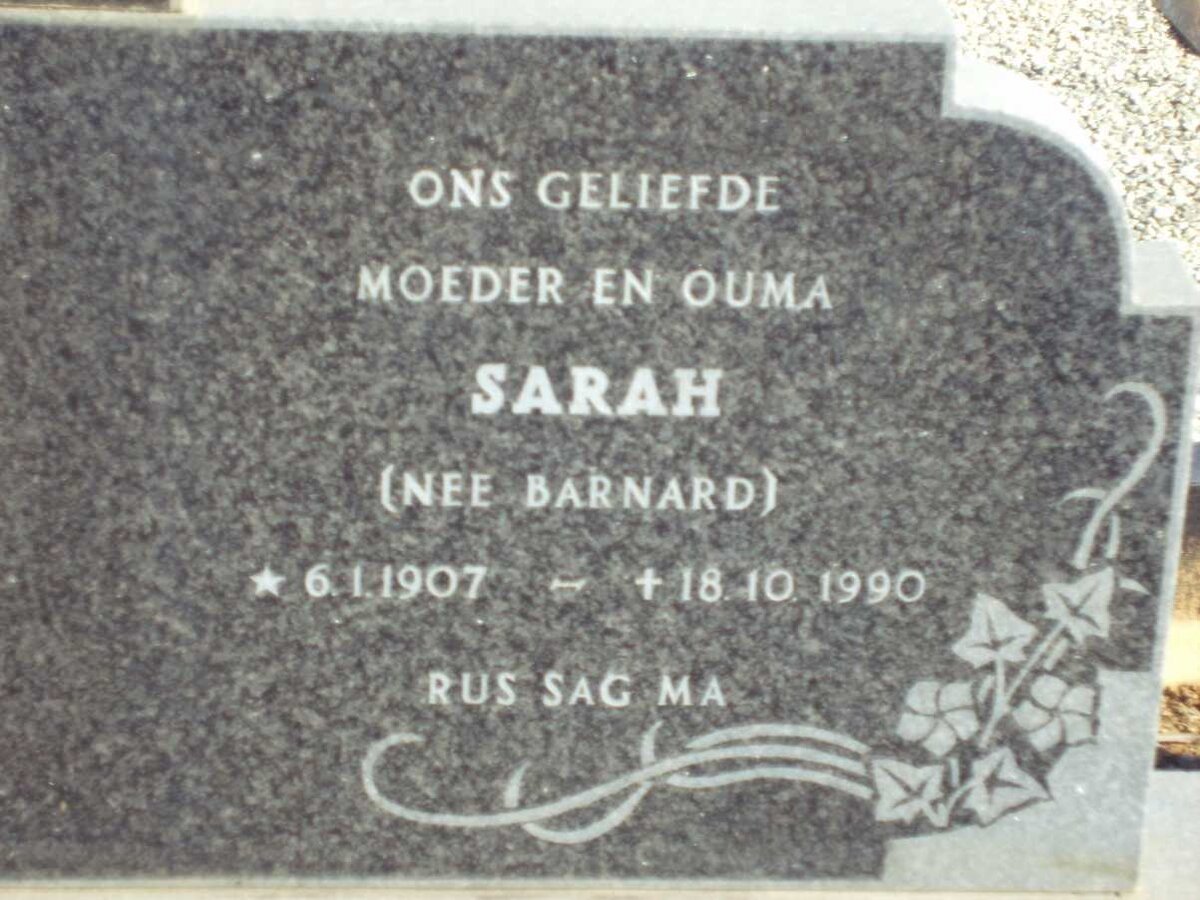 ONS GELIEFDE
MOEDER EN OUMA
SARAH
(NEE BARNARD)
★ 6.1.1907 – † 18.10.1990
RUS SAG MA